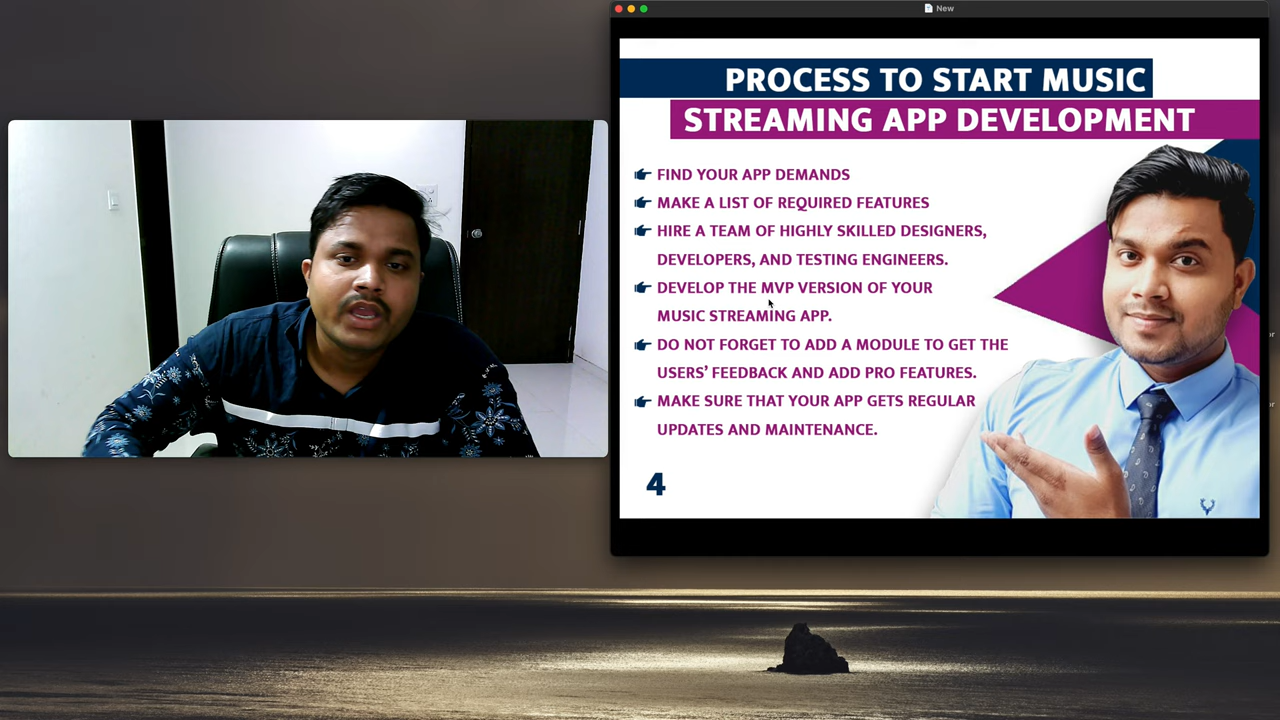 New
PROCESS TO START MUSIC
STREAMING APP DEVELOPMENT
FIND YOUR APP DEMANDS
MAKE A LIST OF REQUIRED FEATURES
HIRE A TEAM OF HIGHLY SKILLED DESIGNERS,
DEVELOPERS, AND TESTING ENGINEERS.
DEVELOP THE MVP VERSION OF YOUR
MUSIC STREAMING APP.
DO NOT FORGET TO ADD A MODULE TO GET THE
USERS’ FEEDBACK AND ADD PRO FEATURES.
MAKE SURE THAT YOUR APP GETS REGULAR
UPDATES AND MAINTENANCE.
4